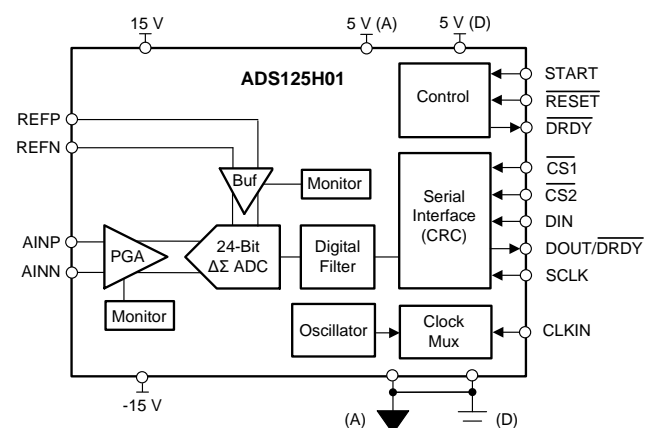 15 V
5 V (A)
5 V (D)
ADS125H01
Control
START
RESET
DRDY
REFP
REFN
Buf
Monitor
Serial
Interface
(CRC)
CS1
CS2
DIN
DOUT/DRDY
SCLK
AINP
AINN
PGA
24-Bit
ΔΣ ADC
Digital
Filter
Monitor
Oscillator
Clock
Mux
CLKIN
-15 V
(A)
(D)